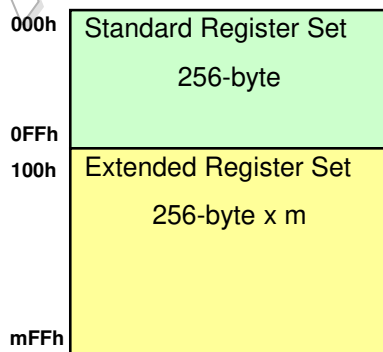 000h
Standard Register Set
256-byte
0FFh
100h
Extended Register Set
256-byte x m
mFFh